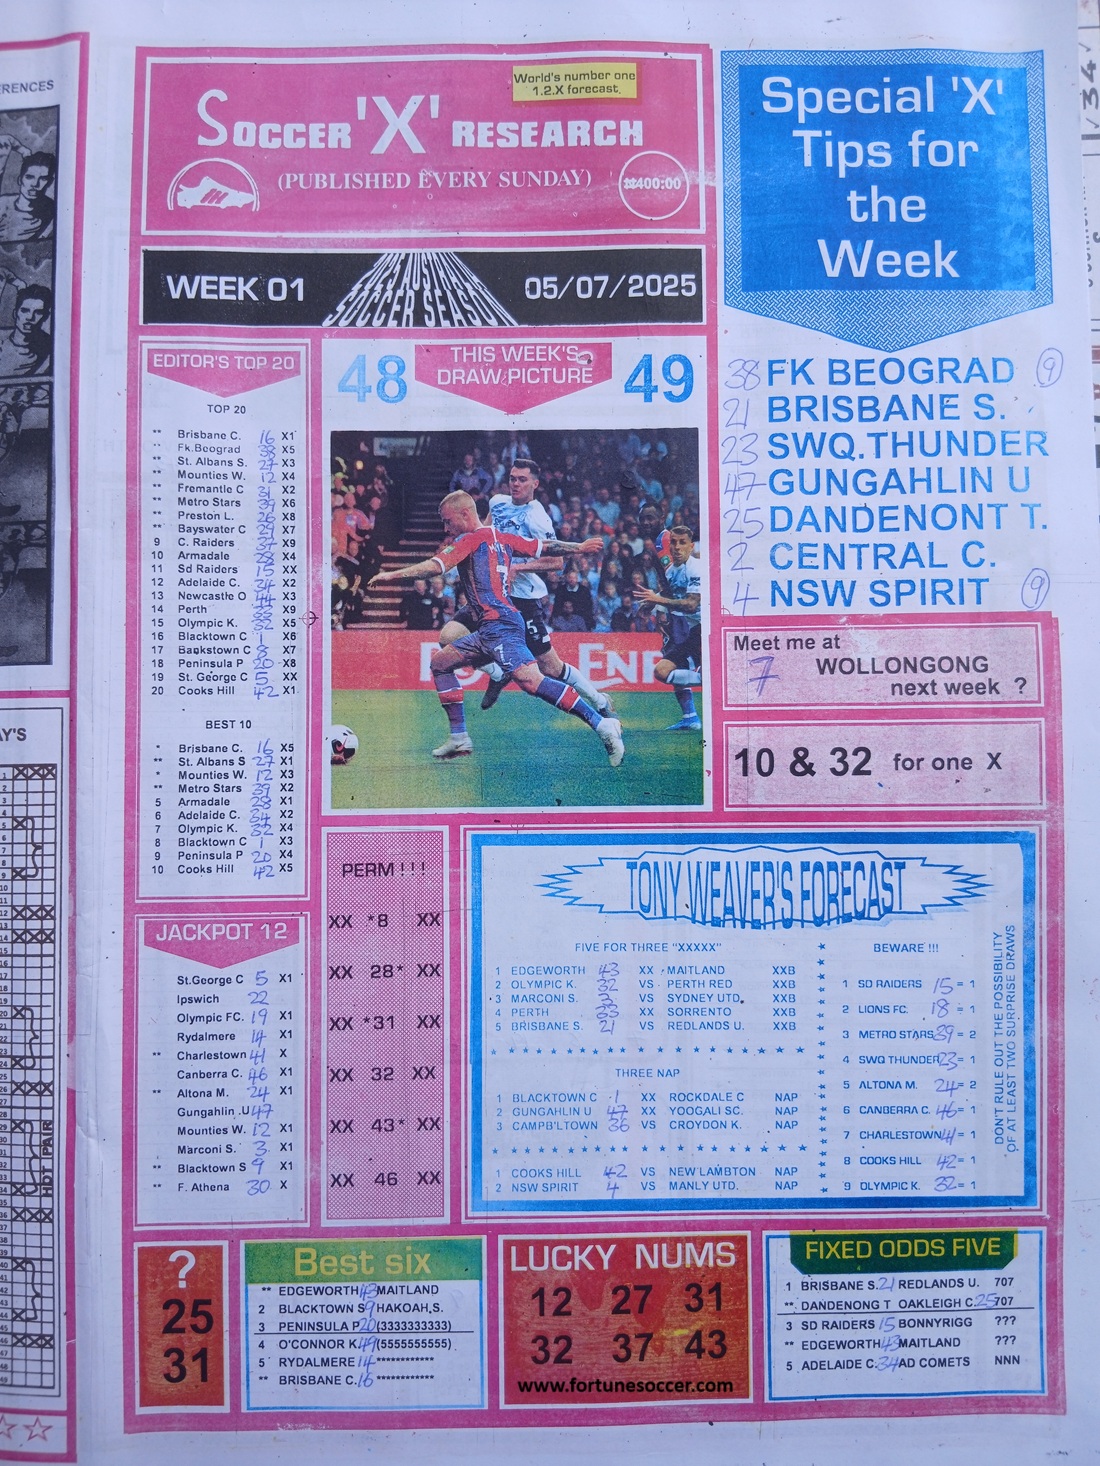 World's number one
1.2.X forecast.
SOCCER 'X' RESEARCH
(PUBLISHED EVERY SUNDAY)
₦400:00
WEEK 01
2025 AUSTRALIA
SOCCER SEASON
05/07/2025
Special 'X'
Tips for
the
Week
38 FK BEOGRAD 9
21 BRISBANE S.
23 SWQ.THUNDER
47 GUNGAHLIN U
25 DANDENONT T.
2 CENTRAL C.
4 NSW SPIRIT 9
Meet me at
7 WOLLONGONG
next week ?
10 & 32 for one X
EDITOR'S TOP 20
TOP 20
** Brisbane C. 16 X1
** Fk.Beograd 38 X5
** St. Albans S. 27 X3
** Mounties W. 12 X4
** Fremantle C 31 X2
** Metro Stars 39 X6
** Preston L. 26 X8
** Bayswater C 29 X7
9 C. Raiders 37 X9
10 Armadale 28 X4
11 Sd Raiders 15 XX
12 Adelaide C. 34 X2
13 Newcastle O 44 X3
14 Perth 33 X9
15 Olympic K. 32 X5
16 Blacktown C 1 X6
17 Bankstown C 8 X7
18 Peninsula P 20 X8
19 St. George C 5 XX
20 Cooks Hill 42 X1
BEST 10
* Brisbane C. 16 X5
** St. Albans S 27 X1
* Mounties W. 12 X3
** Metro Stars 39 X2
5 Armadale 28 X1
6 Adelaide C. 34 X2
7 Olympic K. 32 X4
8 Blacktown C 1 X3
9 Peninsula P 20 X4
10 Cooks Hill 42 X5
48 THIS WEEK'S
DRAW PICTURE 49
JACKPOT 12
St.George C 5 X1
Ipswich 22
Olympic FC. 19 X1
Rydalmere 14 X1
** Charlestown 41 X
Canberra C. 46 X1
** Altona M. 24 X1
Gunghahlin .U 47
Mounties W. 12 X1
Marconi S. 3 X1
** Blacktown S 9 X1
** F. Athena 30 X
PERM ! ! !
XX *8 XX
XX 28* XX
XX *31 XX
XX 32 XX
XX 43* XX
XX 46 XX
TONY WEAVER'S FORECAST
FIVE FOR THREE "XXXXX"
1 EDGEWORTH 43 XX MAITLAND XXB
2 OLYMPIC K. 32 VS PERTH RED XXB
3 MARCONI S. 3 VS SYDNEY UTD. XXB
4 PERTH 33 XX SORRENTO XXB
5 BRISBANE S. 21 VS REDLANDS U. XXB
THREE NAP
1 BLACKTOWN C 1 XX ROCKDALE C NAP
2 GUNGAHLIN U 47 XX YOOGALI SC. NAP
3 CAMPB'LTOWN 36 VS CROYDON K. NAP
1 COOKS HILL 42 VS NEW LAMBTON NAP
2 NSW SPIRIT 4 VS MANLY UTD. NAP
BEWARE !!!
1 SD RAIDERS 15 = 1
2 LIONS FC. 18 = 1
3 METRO STARS 39 = 2
4 SWQ THUNDER 23 = 1
5 ALTONA M. 24 = 2
6 CANBERRA C. 46 = 1
7 CHARLESTOWN 41 = 1
8 COOKS HILL 42 = 1
9 OLYMPIC K. 32 = 1
DON'T RULE OUT THE POSSIBILITY
OF AT LEAST TWO SURPRISE DRAWS
?
25
31
Best six
** EDGEWORTH 43 MAITLAND
2 BLACKTOWN S 9 HAKOAH,S.
3 PENINSULA P 20 (3333333333)
4 O'CONNOR K 49 (5555555555)
5 RYDALMERE 14 ************
** BRISBANE C. 16 ************
LUCKY NUMS
12 27 31
32 37 43
www.fortunesoccer.com
FIXED ODDS FIVE
1 BRISBANE S. 21 REDLANDS U. 707
** DANDENONG T OAKLEIGH C. 25 707
3 SD RAIDERS 15 BONNYRIGG ???
** EDGEWORTH 43 MAITLAND ???
5 ADELAIDE C. 34 AD COMETS NNN
HOT PAIR